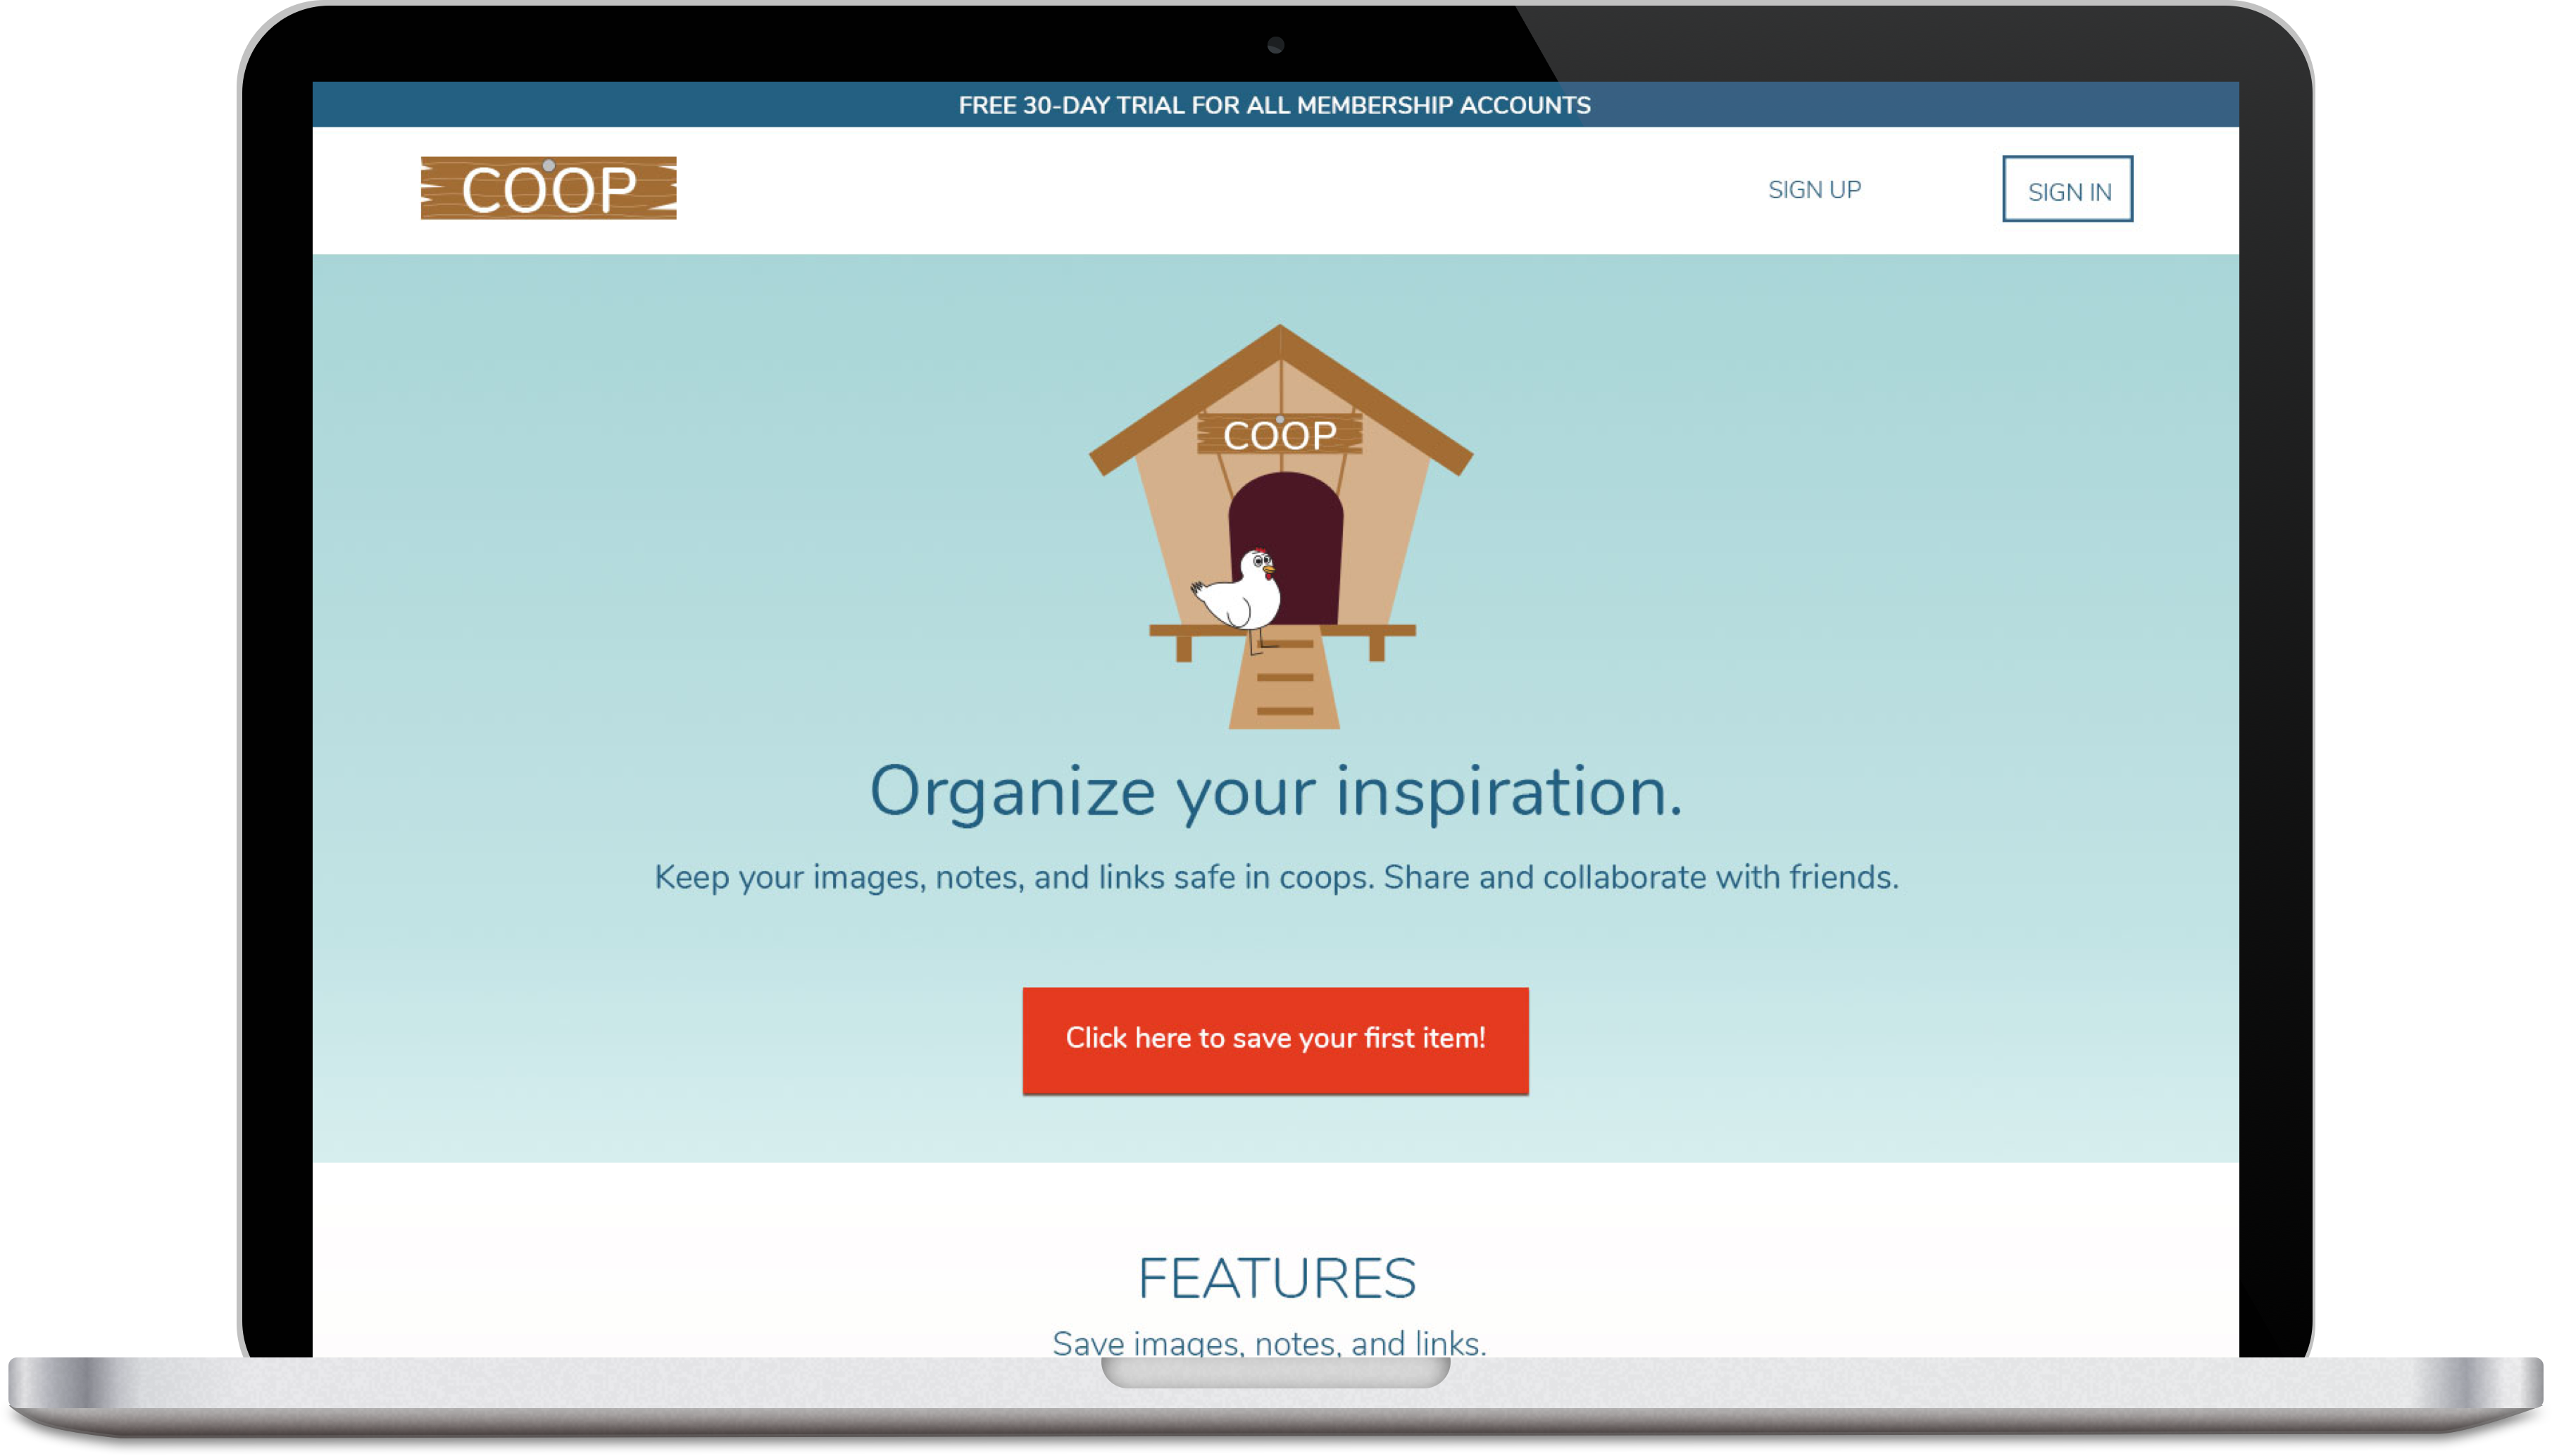 FREE 30-DAY TRIAL FOR ALL MEMBERSHIP ACCOUNTS
COOP
SIGN UP
SIGN IN
COOP
Organize your inspiration.
Keep your images, notes, and links safe in coops. Share and collaborate with friends.
Click here to save your first item!
FEATURES
Save images, notes, and links.